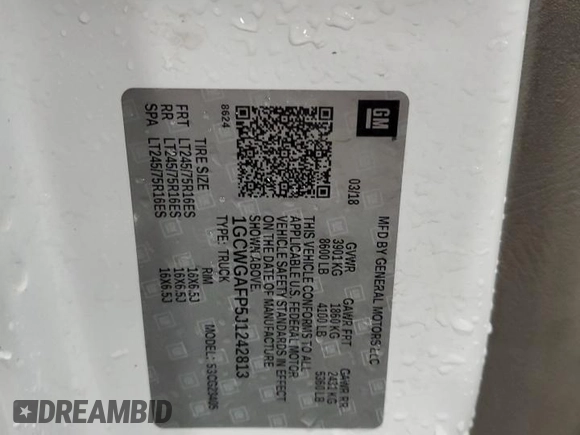 GM
MFD BY GENERAL MOTORS LLC
03/18
GVWR
3901 KG
8600 LB
GAWR FRT
1860 KG
4100 LB
GAWR RR
2431 KG
5360 LB
THIS VEHICLE CONFORMS TO ALL
APPLICABLE U.S. FEDERAL MOTOR
VEHICLE SAFETY STANDARDS IN EFFECT
ON THE DATE OF MANUFACTURE
SHOWN ABOVE.
1GCWGAFP5J1242813
TYPE: TRUCK
8624
TIRE SIZE
RIM
FRT LT245/75R16ES 16X6.5J
RR LT245/75R16ES 16X6.5J
SPA LT245/75R16ES 16X6.5J
DREAMBID